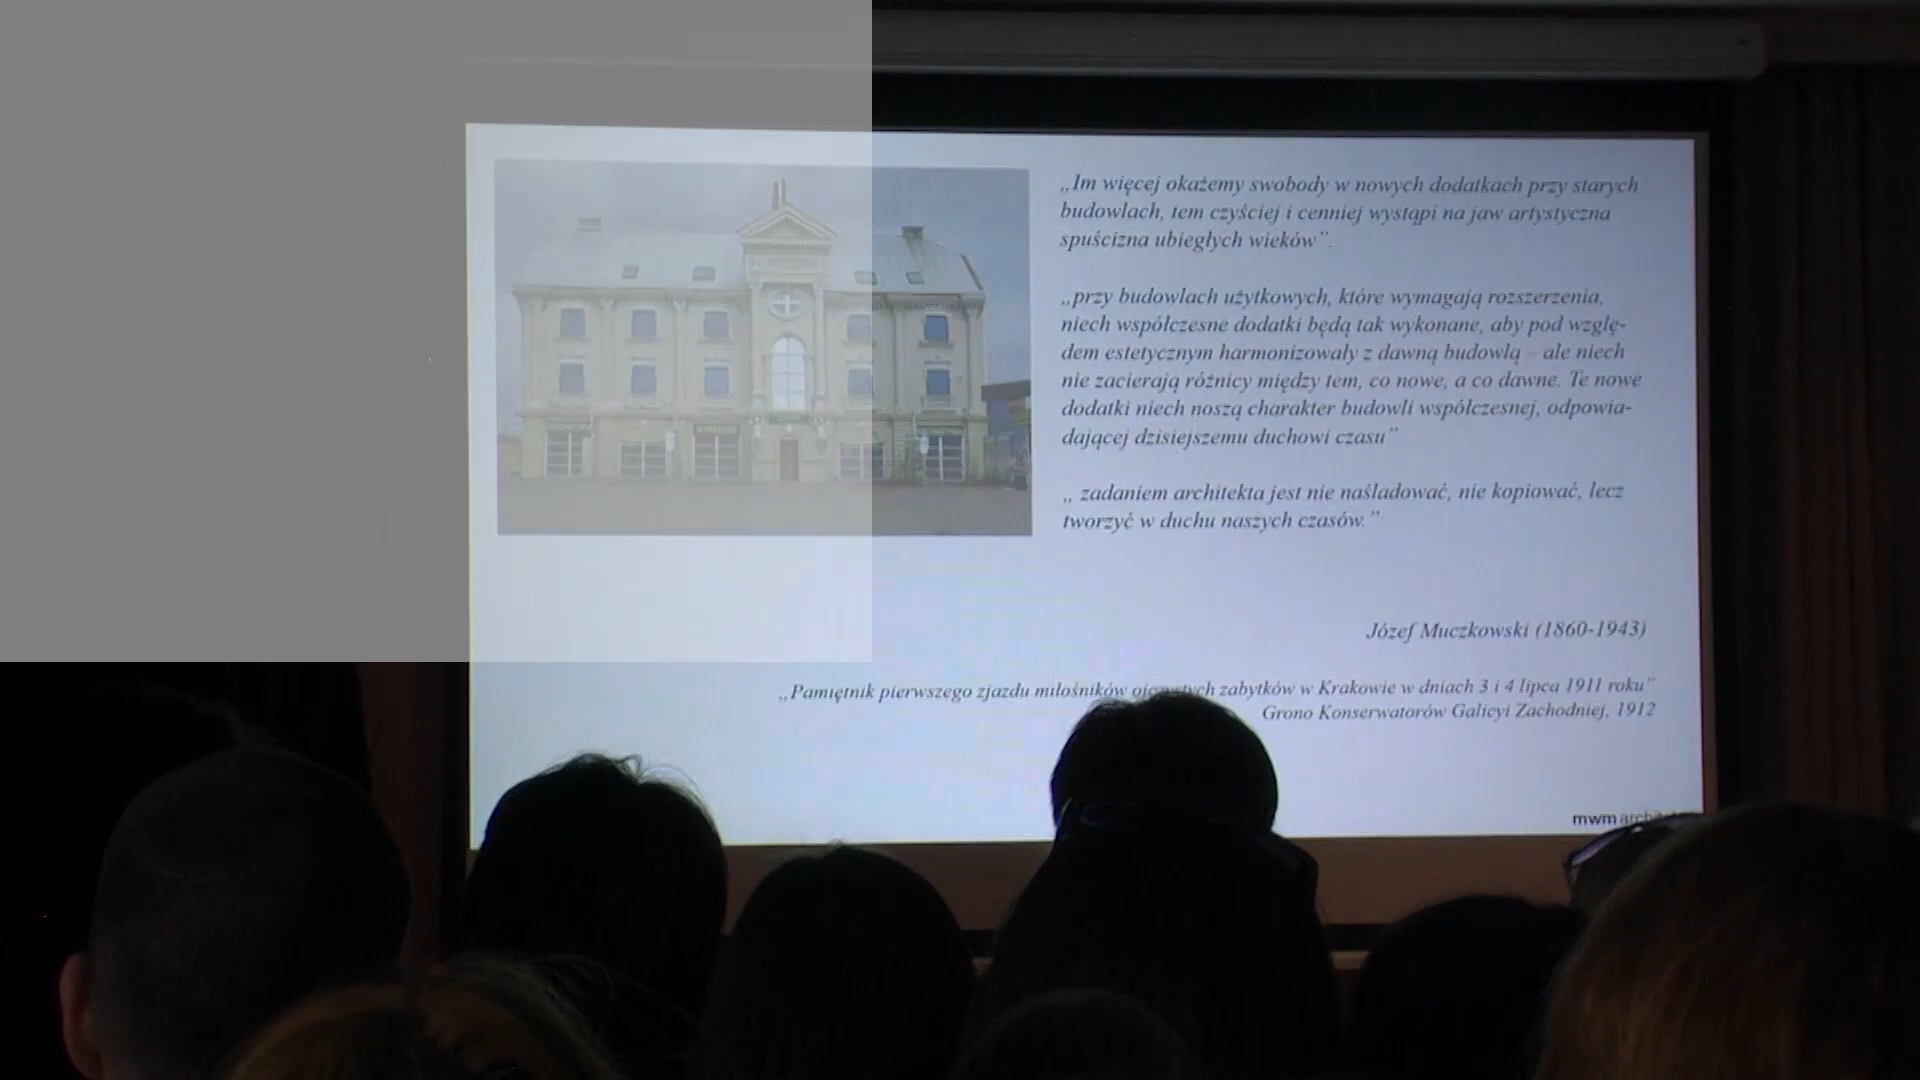 „Im więcej okażemy swobody w nowych dodatkach przy starych
budowlach, tem czyściej i cenniej wystąpi na jaw artystyczna
spuścizna ubiegłych wieków”.
„przy budowlach użytkowych, które wymagają rozszerzenia,
niech współczesne dodatki będą tak wykonane, aby pod wzglę-
dem estetycznym harmonizowały z dawną budowlą – ale niech
nie zacierają różnicy między tem, co nowe, a co dawne. Te nowe
dodatki niech noszą charakter budowli współczesnej, odpowia-
dającej dzisiejszemu duchowi czasu”
„ zadaniem architekta jest nie naśladować, nie kopiować, lecz
tworzyć w duchu naszych czasów.”
Józef Muczkowski (1860-1943)
„Pamiętnik pierwszego zjazdu miłośników zabytków w Krakowie w dniach 3 i 4 lipca 1911 roku”
Grono Konserwatorów Galicyi Zachodniej, 1912
mwm